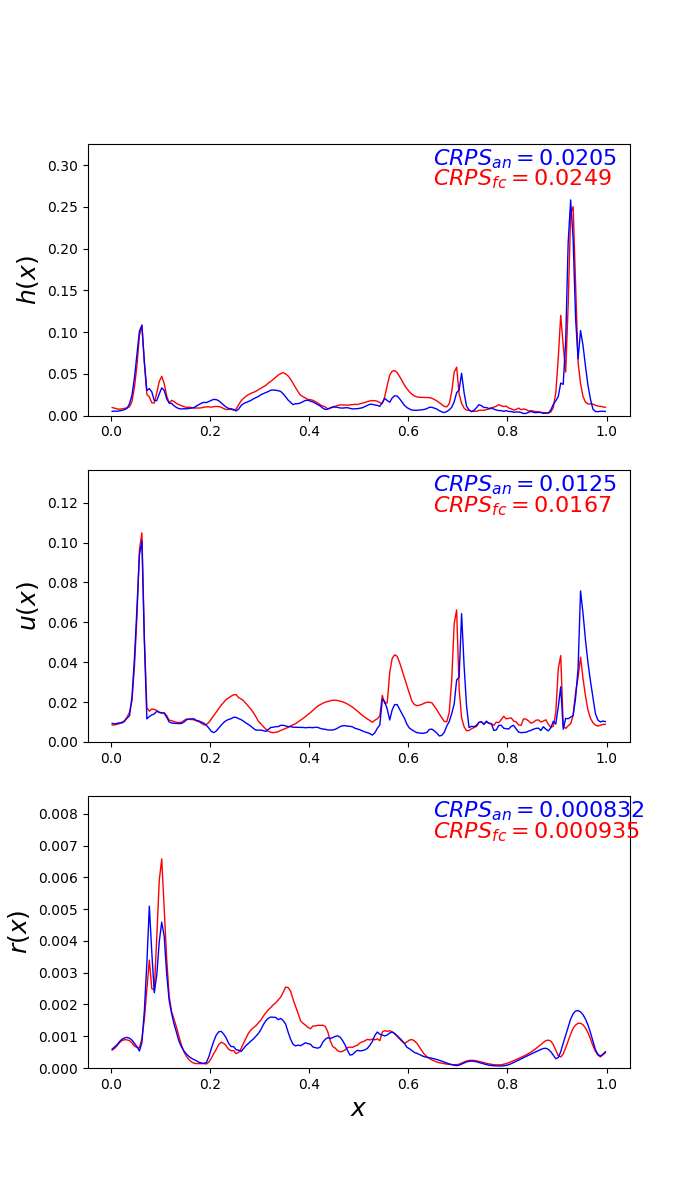 CRPS_an = 0.0205
CRPS_fc = 0.0249
0.30
0.25
0.20
0.15
0.10
0.05
0.00
h(x)
0.0 0.2 0.4 0.6 0.8 1.0
CRPS_an = 0.0125
CRPS_fc = 0.0167
0.12
0.10
0.08
0.06
0.04
0.02
0.00
u(x)
0.0 0.2 0.4 0.6 0.8 1.0
CRPS_an = 0.000832
CRPS_fc = 0.000935
0.008
0.007
0.006
0.005
0.004
0.003
0.002
0.001
0.000
r(x)
0.0 0.2 0.4 0.6 0.8 1.0
x